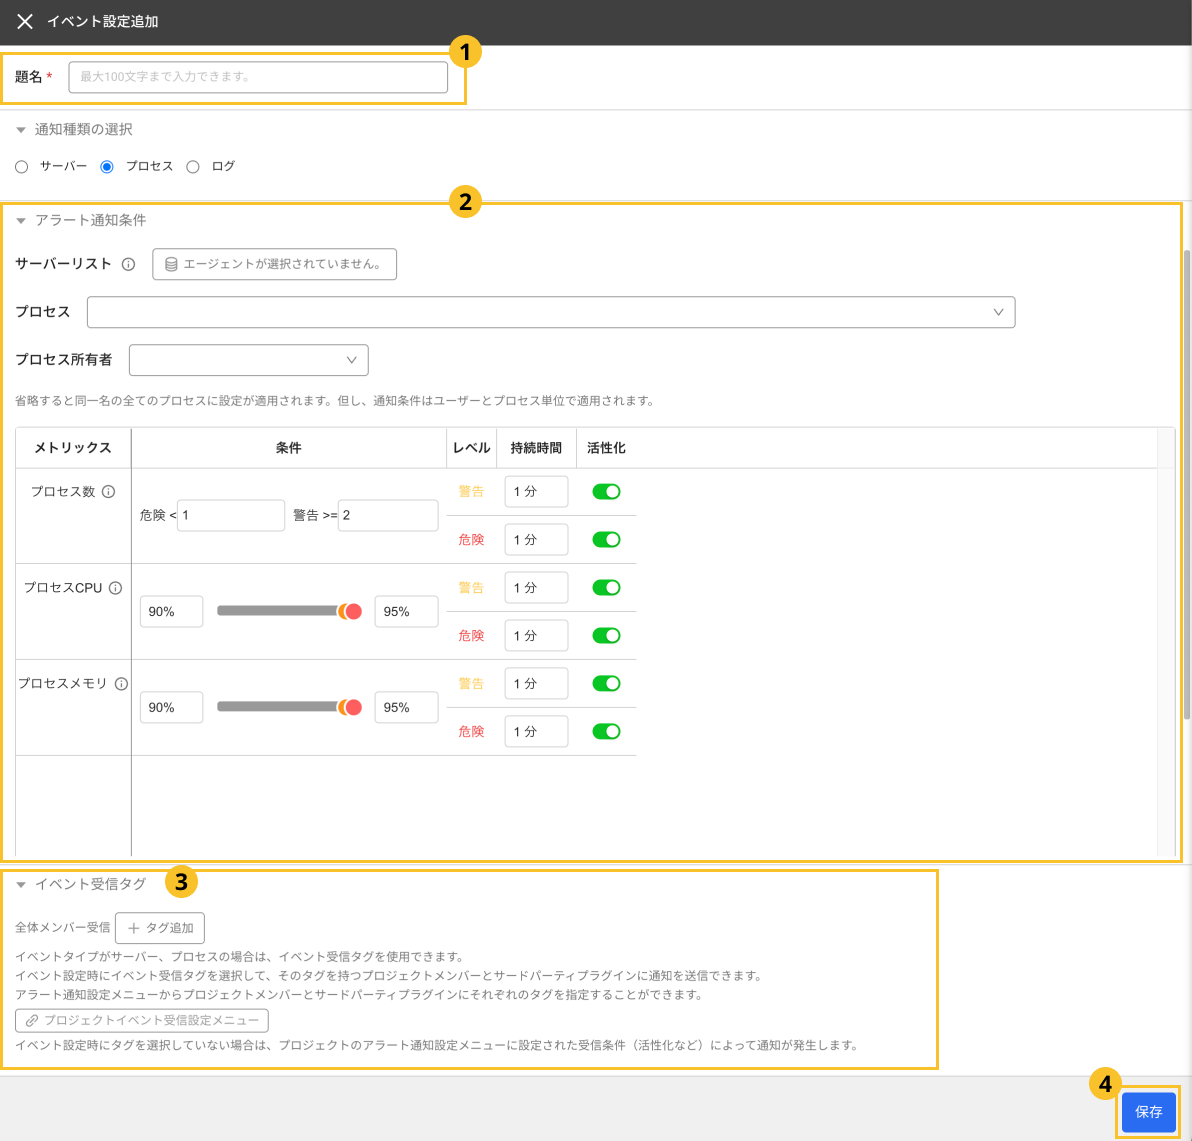 イベント設定追加
1
題名 * 最大100文字まで入力できます。
通知種類の選択
サーバー プロセス ログ
2
アラート通知条件
サーバーリスト エージェントが選択されていません。
プロセス
プロセス所有者
省略すると同一名の全てのプロセスに設定が適用されます。但し、通知条件はユーザーとプロセス単位で適用されます。
メトリックス 条件 レベル 持続時間 活性化
プロセス数 危険 < 1 警告 >= 2 警告 1 分
危険 1 分
プロセスCPU 90% 95% 警告 1 分
危険 1 分
プロセスメモリ 90% 95% 警告 1 分
危険 1 分
イベント受信タグ 3
全体メンバー受信 + タグ追加
イベントタイプがサーバー、プロセスの場合は、イベント受信タグを使用できます。
イベント設定時にイベント受信タグを選択して、そのタグを持つプロジェクトメンバーとサードパーティプラグインに通知を送信できます。
アラート通知設定メニューからプロジェクトメンバーとサードパーティプラグインにそれぞれのタグを指定することができます。
プロジェクトイベント受信設定メニュー
イベント設定時にタグを選択していない場合は、プロジェクトのアラート通知設定メニューに設定された受信条件（活性化など）によって通知が発生します。
4
保存